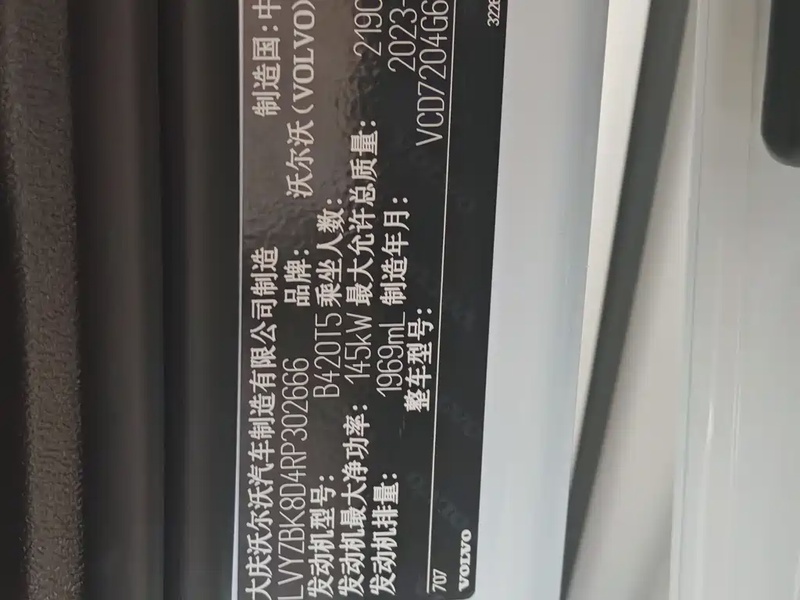 大庆沃尔沃汽车制造有限公司制造 制造国：中
LVYZBK8D4RP302666 品牌：沃尔沃(VOLVO)
发动机型号：B420T5 乘坐人数：
发动机最大净功率：145kW 最大允许总质量：2190
发动机排量：1969mL 制造年月：2023-
整车型号：VCD7204G6
707 3226
VOLVO